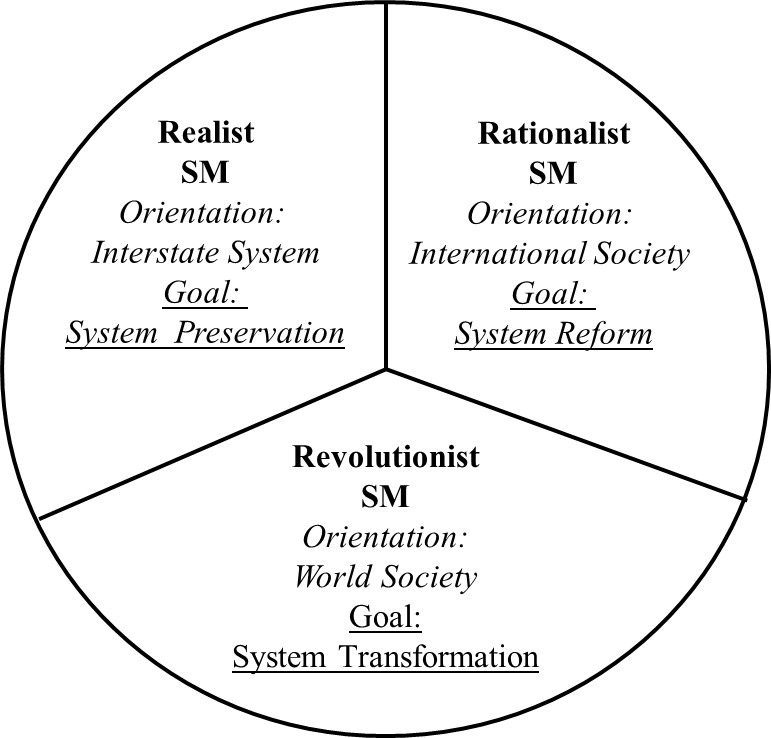 Realist
SM
Orientation:
Interstate System
Goal:
System Preservation
Rationalist
SM
Orientation:
International Society
Goal:
System Reform
Revolutionist
SM
Orientation:
World Society
Goal:
System Transformation